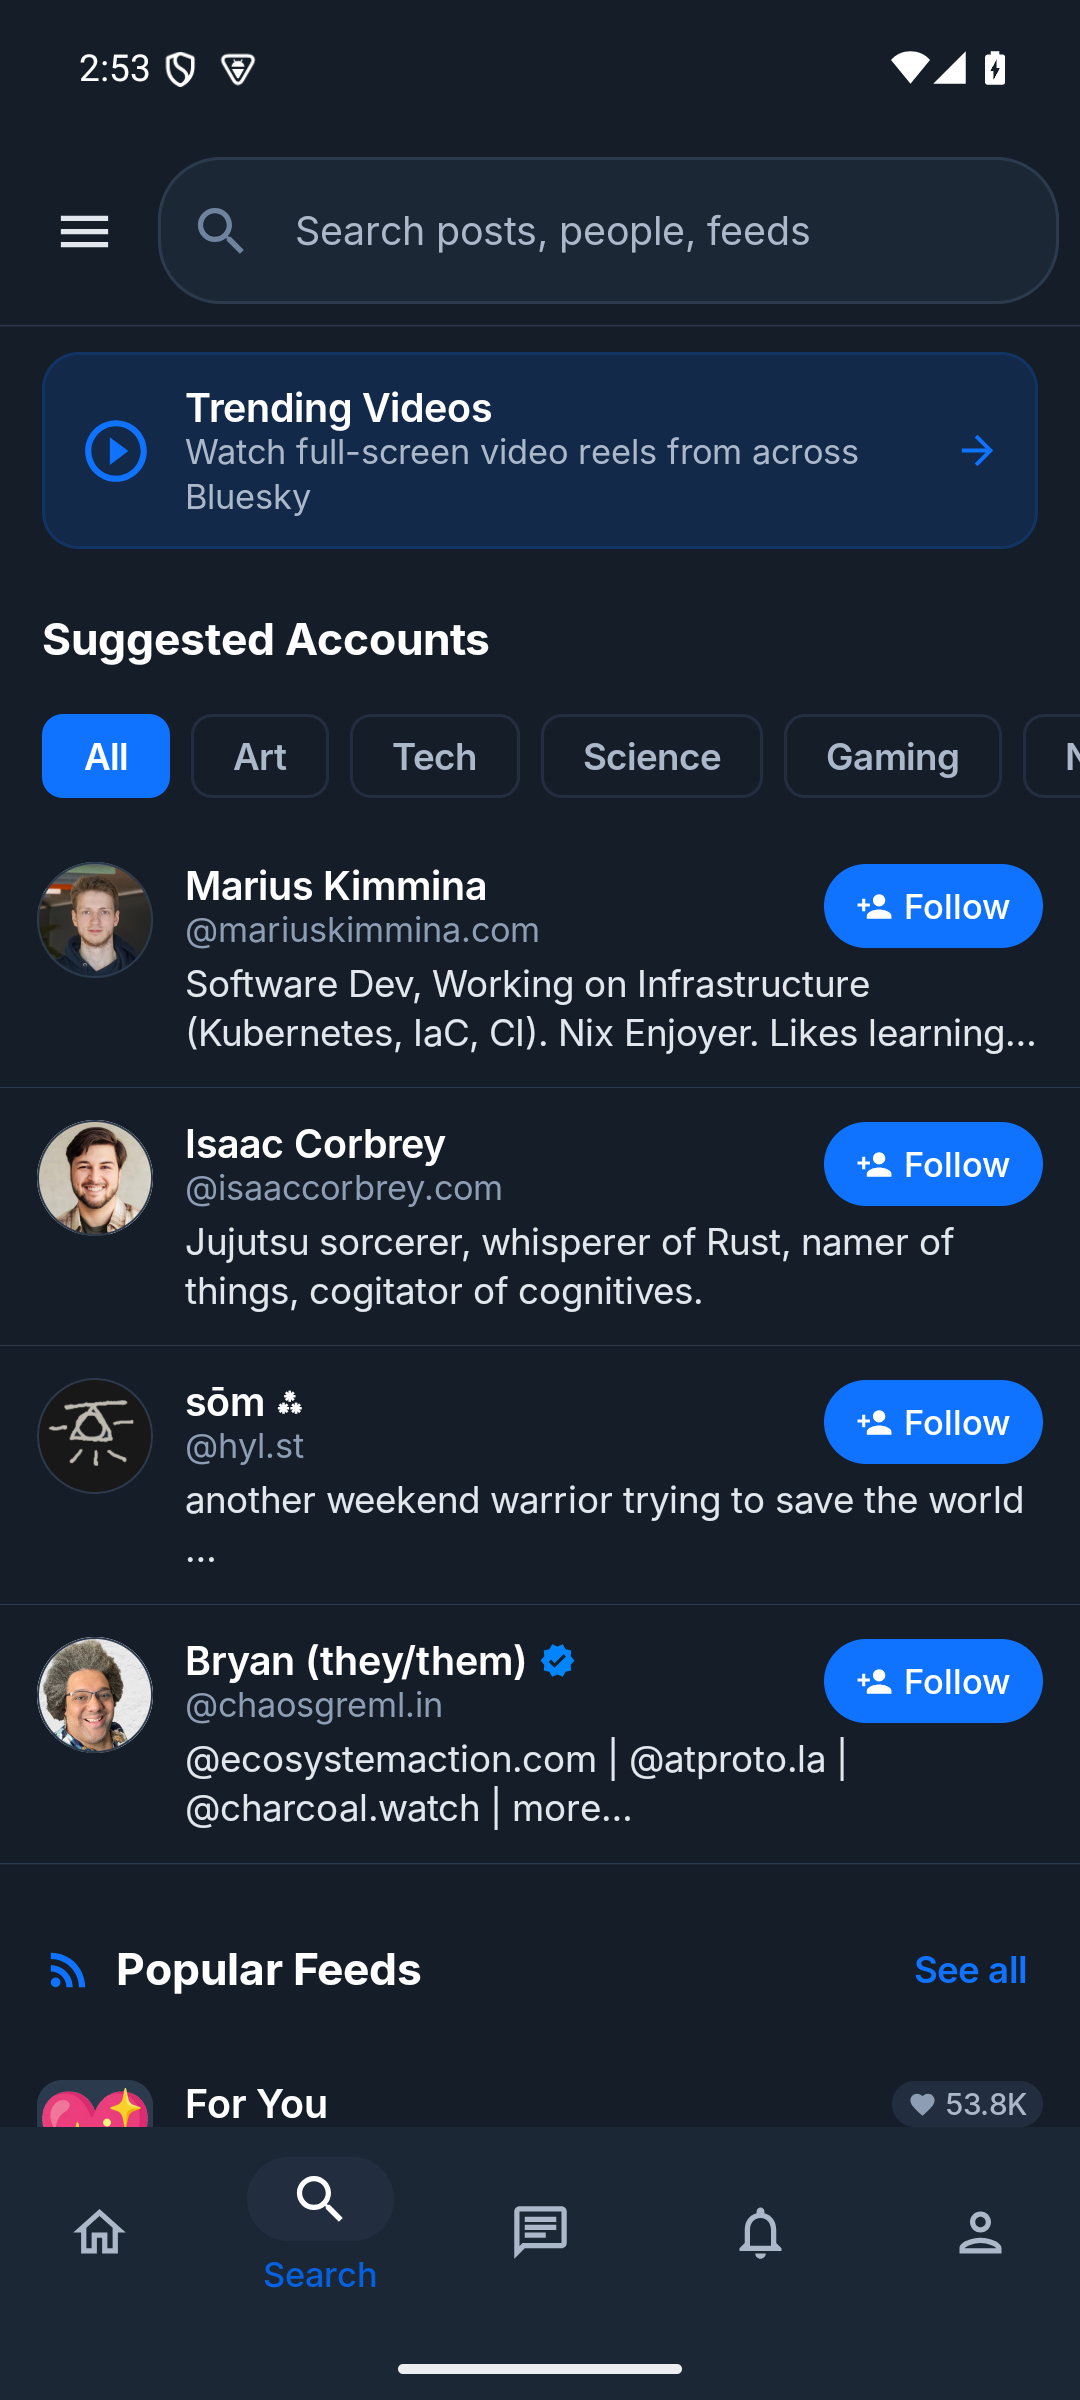 2:53
Search posts, people, feeds
Trending Videos
Watch full-screen video reels from across
Bluesky
Suggested Accounts
All
Art
Tech
Science
Gaming
Marius Kimmina
Follow
@mariuskimmina.com
Software Dev, Working on Infrastructure
(Kubernetes, IaC, CI). Nix Enjoyer. Likes learning...
Isaac Corbrey
Follow
@isaaccorbrey.com
Jujutsu sorcerer, whisperer of Rust, namer of
things, cogitator of cognitives.
sōm ⁂
Follow
@hyl.st
another weekend warrior trying to save the world
...
Bryan (they/them)
Follow
@chaosgreml.in
@ecosystemaction.com | @atproto.la |
@charcoal.watch | more...
Popular Feeds
See all
For You
53.8K
Search